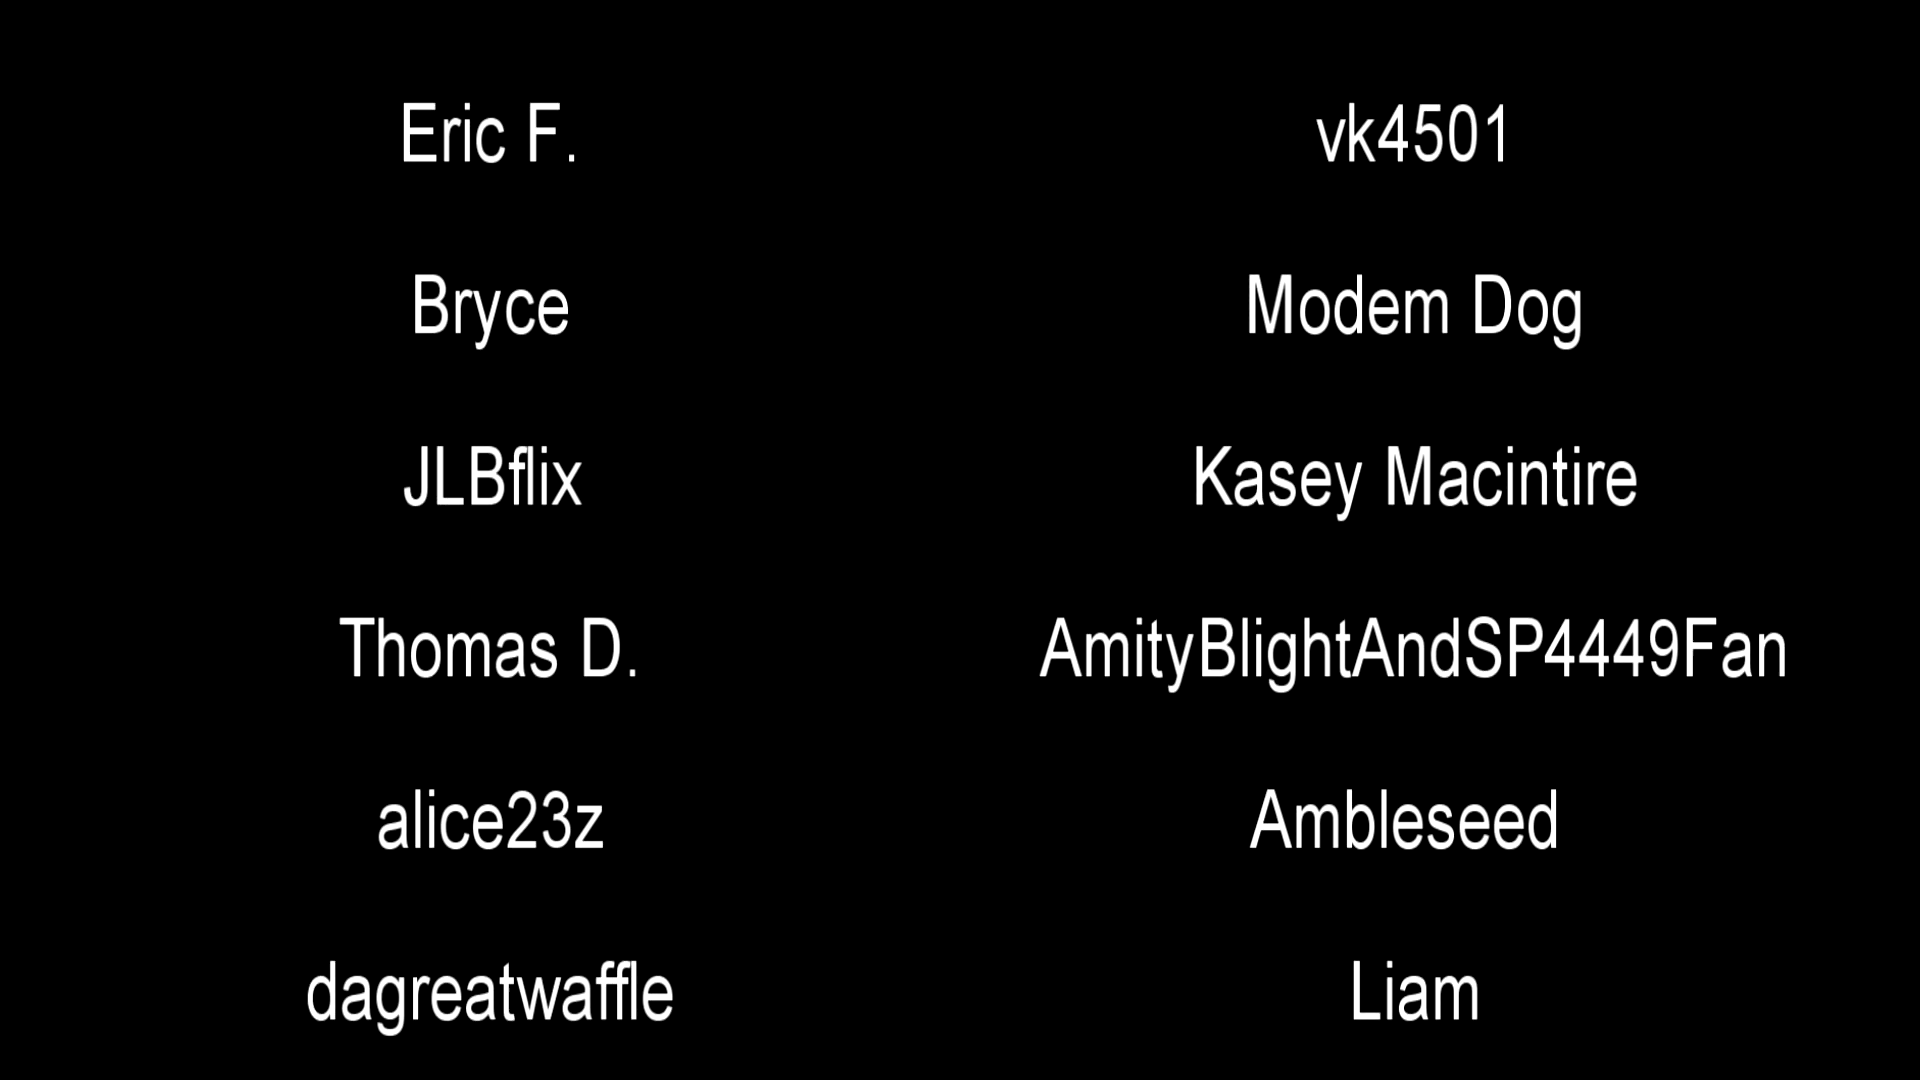 Eric F.
vk4501
Bryce
Modem Dog
JLBflix
Kasey Macintire
Thomas D.
AmityBlightAndSP4449Fan
alice23z
Ambleseed
dagreatwaffle
Liam